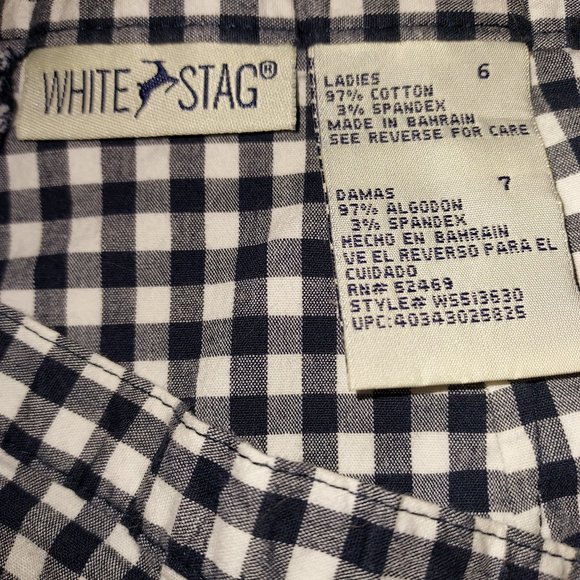 WHITE STAG®
LADIES 6
97% COTTON
3% SPANDEX
MADE IN BAHRAIN
SEE REVERSE FOR CARE
DAMAS 7
97% ALGODON
3% SPANDEX
HECHO EN BAHRAIN
VE EL REVERSO PARA EL
CUIDADO
RN# 52469
STYLE# WS513630
UPC:40343025825